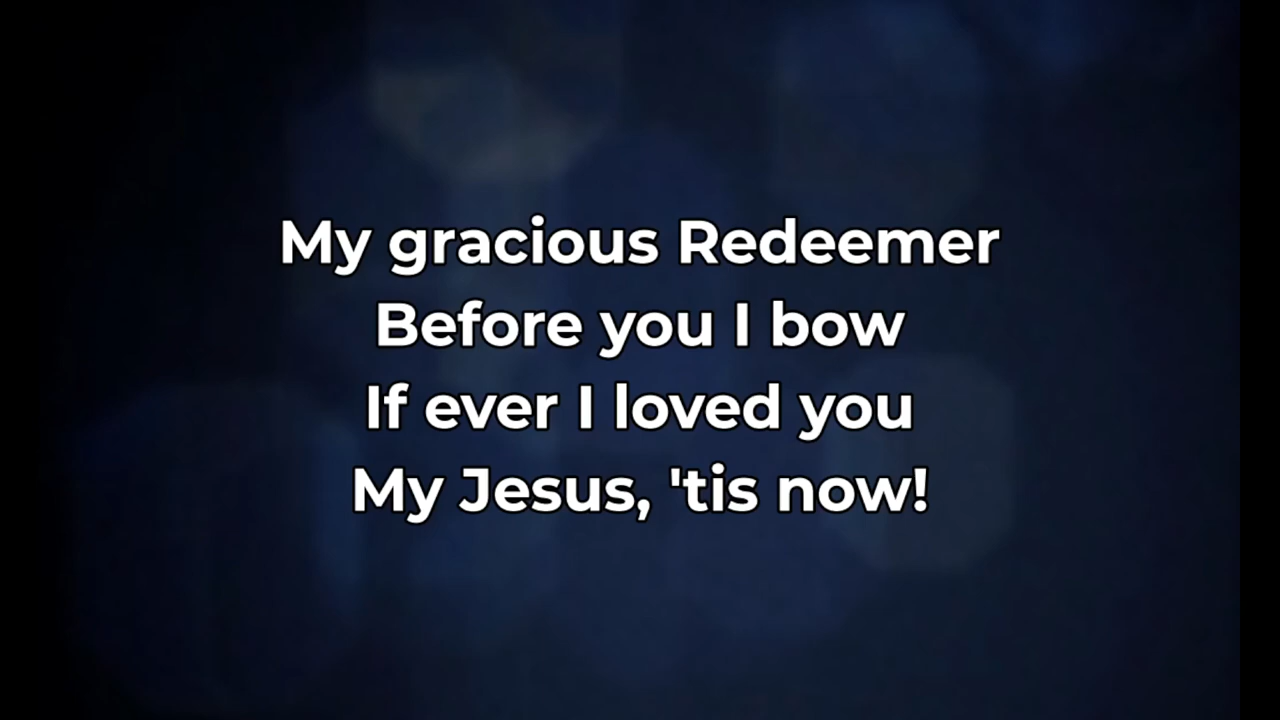 My gracious Redeemer
Before you I bow
If ever I loved you
My Jesus, 'tis now!